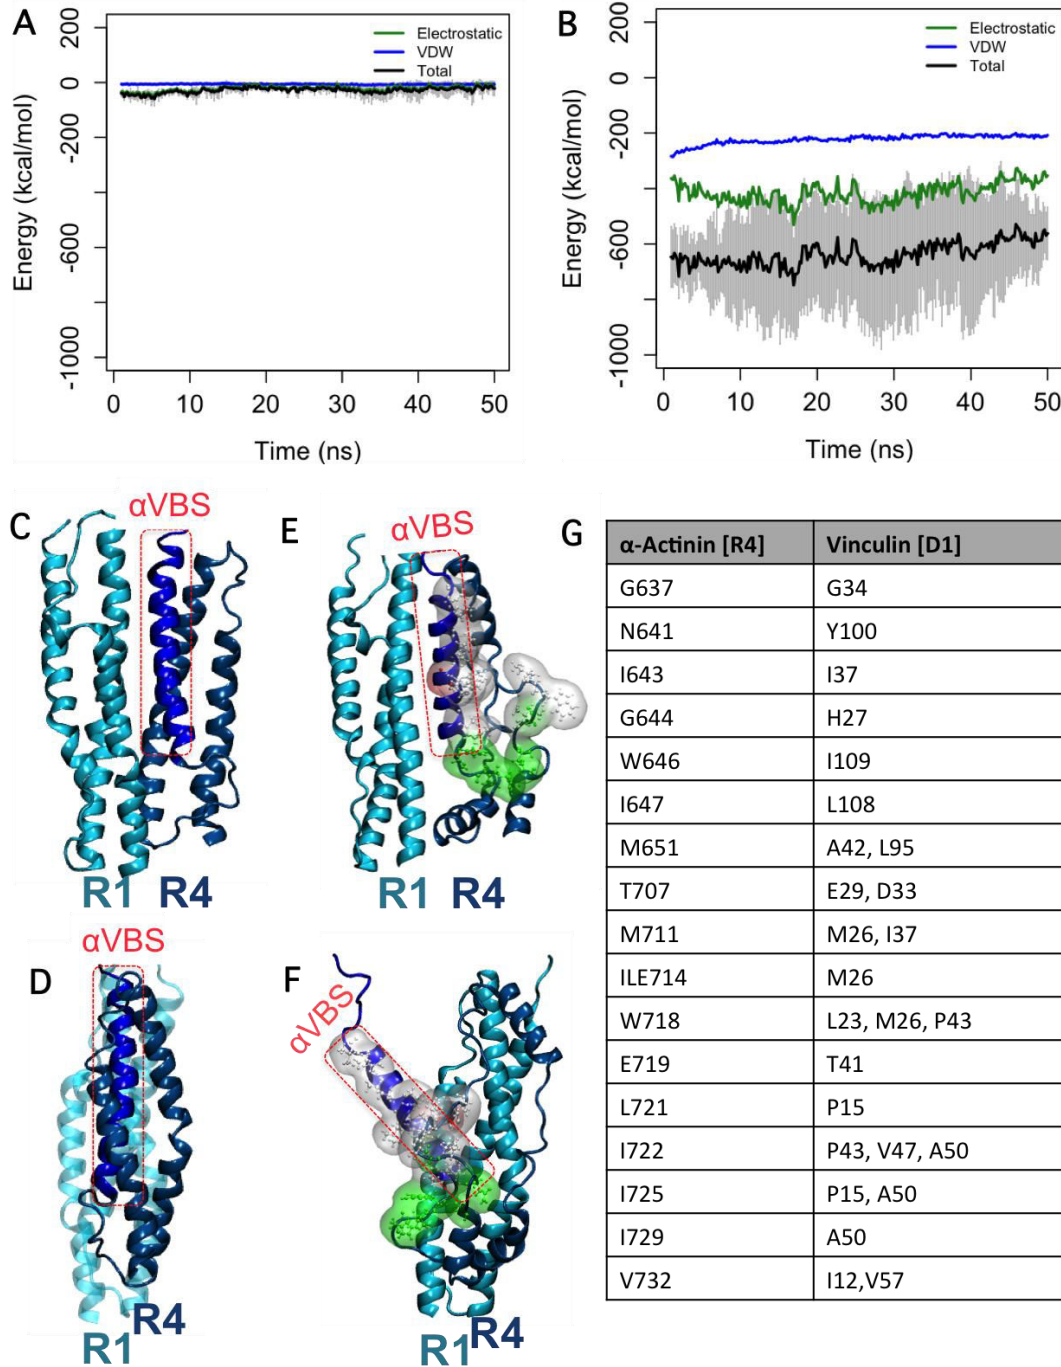 A
200
0
-200
-600
-1000
Energy (kcal/mol)
Electrostatic
VDW
Total
0 10 20 30 40 50
Time (ns)
B
200
0
-200
-600
-1000
Energy (kcal/mol)
Electrostatic
VDW
Total
0 10 20 30 40 50
Time (ns)
C
αVBS
R1 R4
D
αVBS
R4
R1
E
αVBS
R1 R4
F
αVBS
R1 R4
G
α-Actinin [R4] Vinculin [D1]
G637 G34
N641 Y100
I643 I37
G644 H27
W646 I109
I647 L108
M651 A42, L95
T707 E29, D33
M711 M26, I37
ILE714 M26
W718 L23, M26, P43
E719 T41
L721 P15
I722 P43, V47, A50
I725 P15, A50
I729 A50
V732 I12,V57